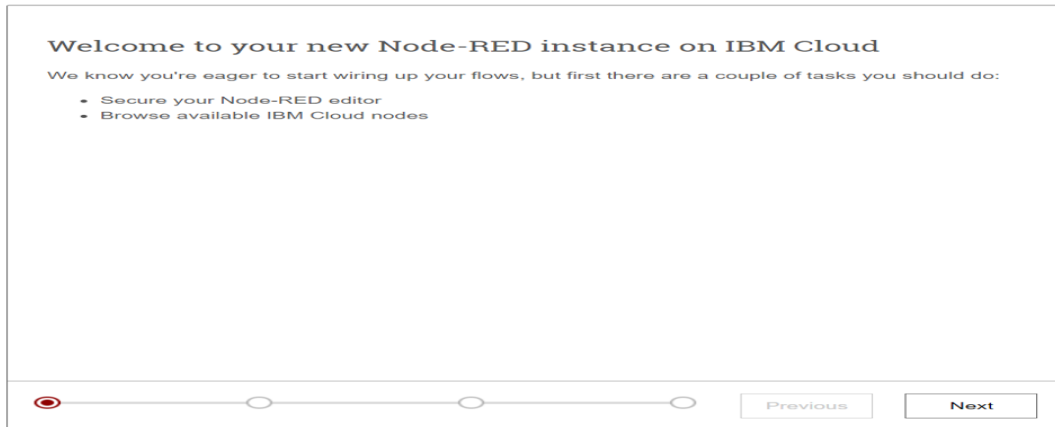 Welcome to your new Node-RED instance on IBM Cloud
We know you're eager to start wiring up your flows, but first there are a couple of tasks you should do:
• Secure your Node-RED editor
• Browse available IBM Cloud nodes
Previous
Next